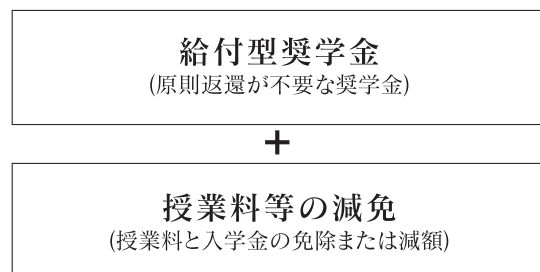 給付型奨学金
(原則返還が不要な奨学金)
+
授業料等の減免
(授業料と入学金の免除または減額)